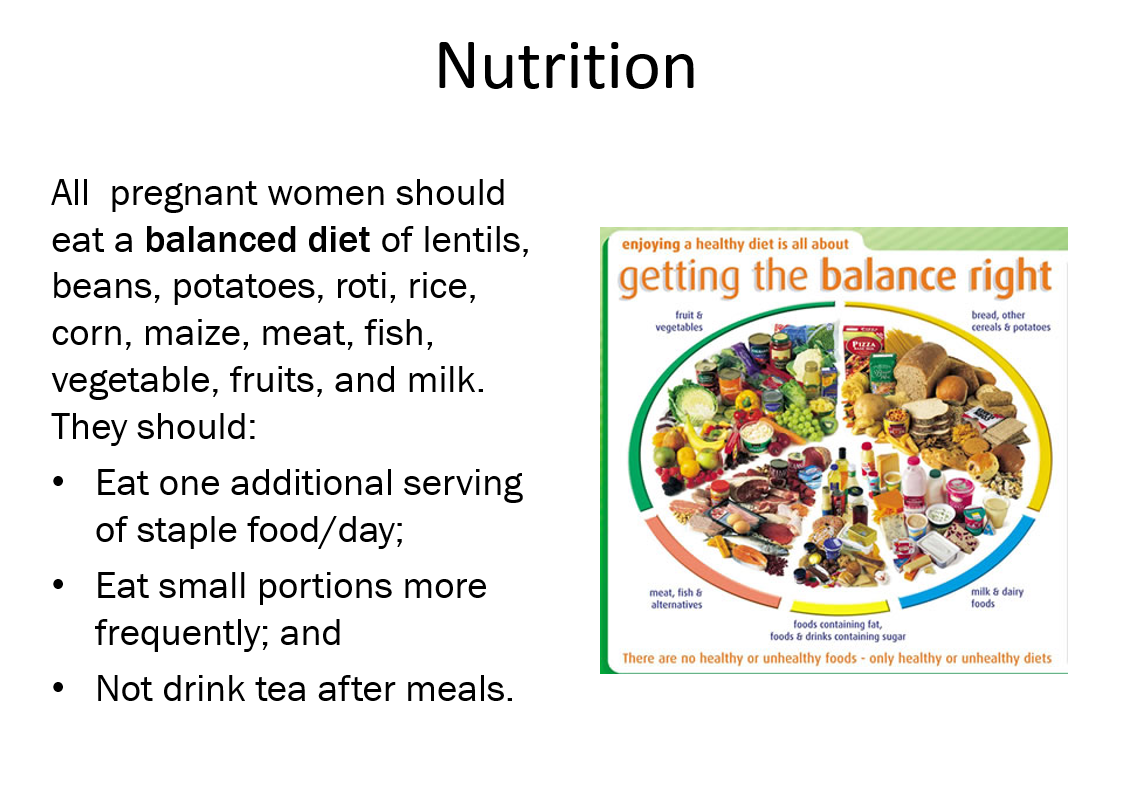 Nutrition
All  pregnant women should
eat a balanced diet of lentils,
beans, potatoes, roti, rice,
corn, maize, meat, fish,
vegetable, fruits, and milk.
They should:
• Eat one additional serving
of staple food/day;
• Eat small portions more
frequently; and
• Not drink tea after meals.
enjoying a healthy diet is all about
getting the balance right
fruit &
vegetables
bread, other
cereals & potatoes
PIZZA
meat, fish &
alternatives
milk & dairy
foods
foods containing fat,
foods & drinks containing sugar
There are no healthy or unhealthy foods - only healthy or unhealthy diets